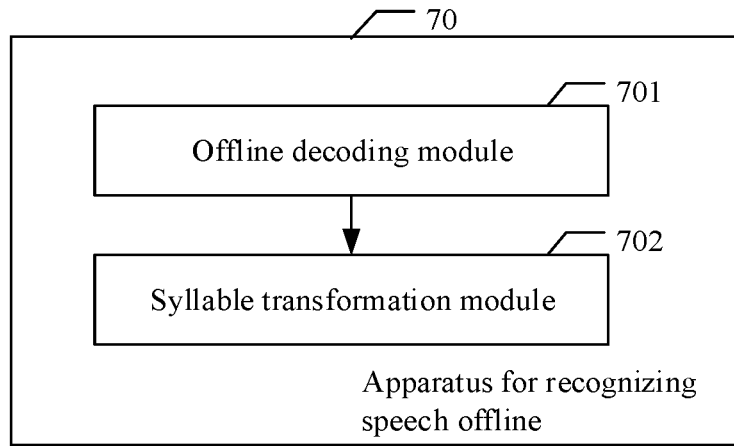 70
701
Offline decoding module
702
Syllable transformation module
Apparatus for recognizing
speech offline